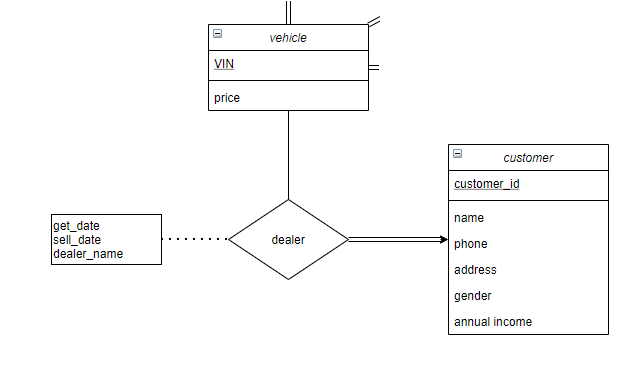 vehicle
VIN
price
customer
customer_id
name
phone
address
gender
annual income
dealer
get_date
sell_date
dealer_name